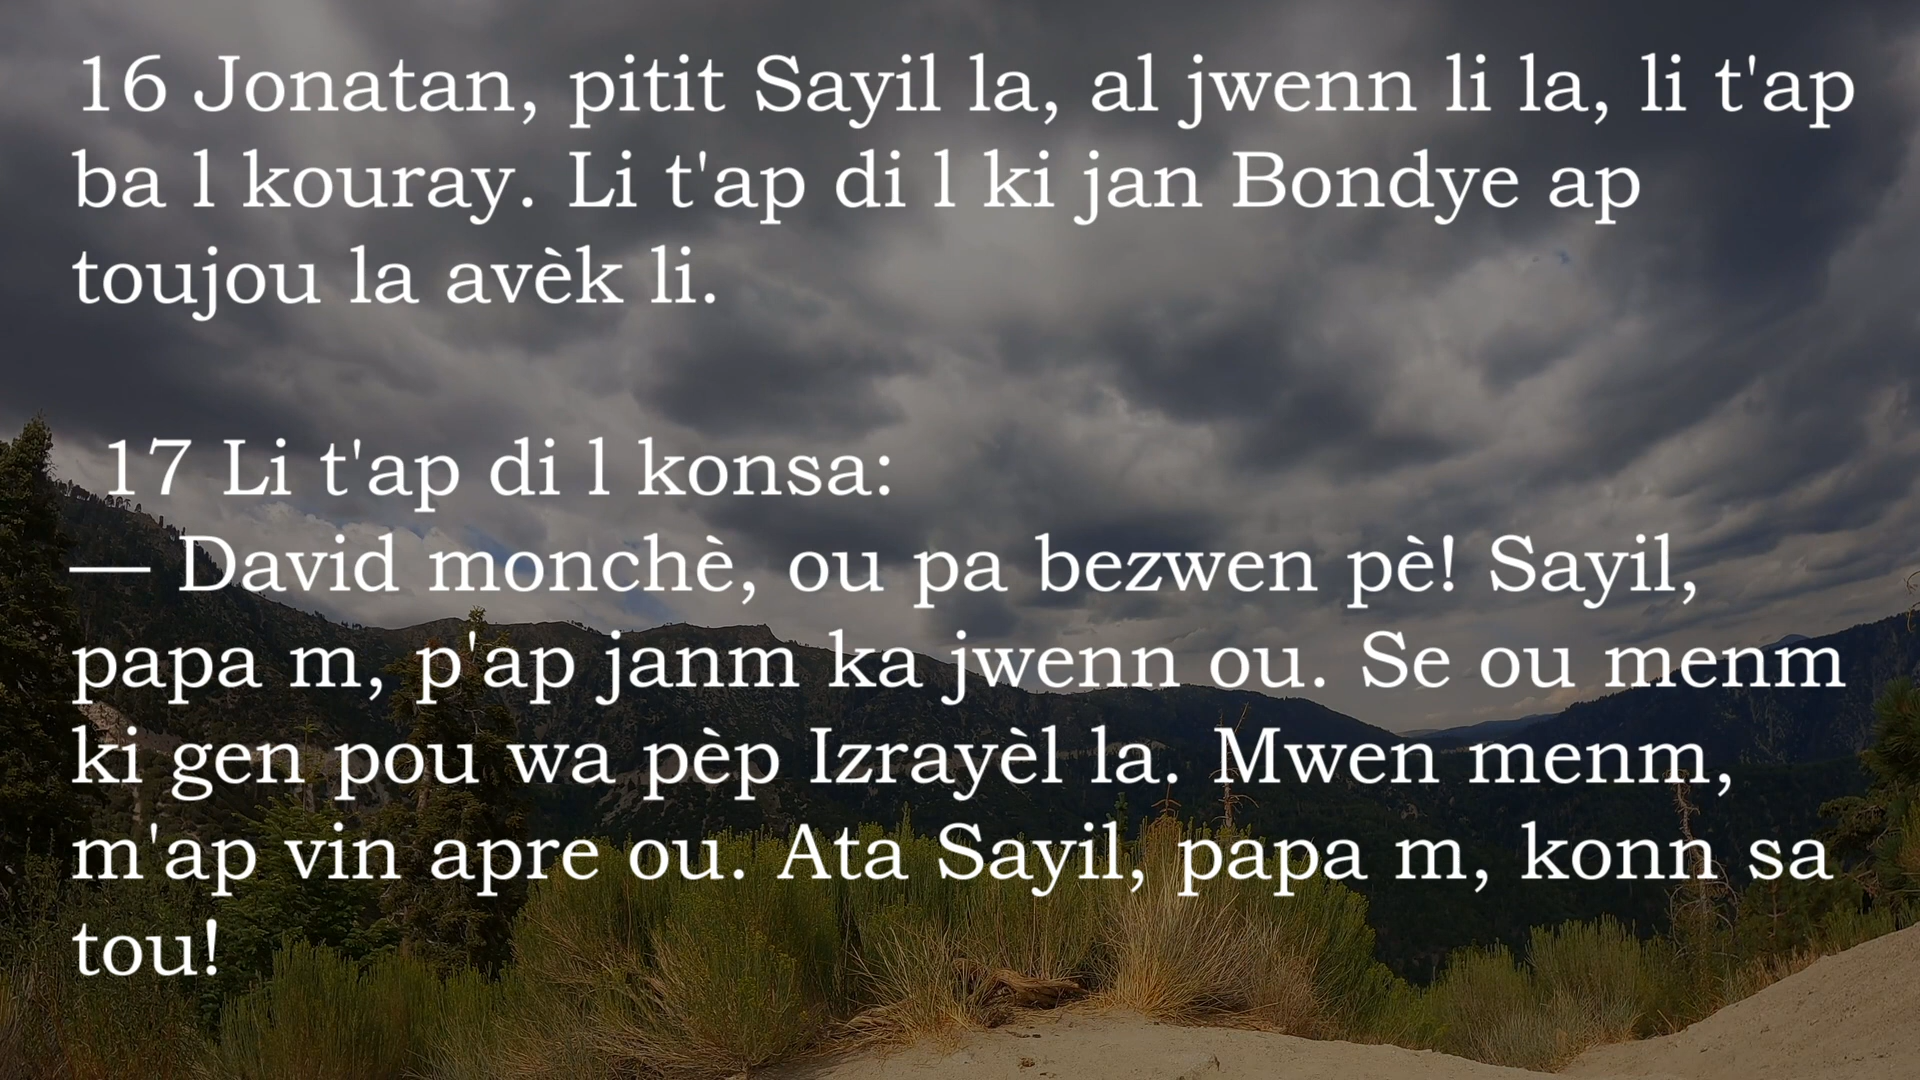 16 Jonatan, pitit Sayil la, al jwenn li la, li t'ap
ba l kouray. Li t'ap di l ki jan Bondye ap
toujou la avèk li.
17 Li t'ap di l konsa:
— David monchè, ou pa bezwen pè! Sayil,
papa m, p'ap janm ka jwenn ou. Se ou menm
ki gen pou wa pèp Izrayèl la. Mwen menm,
m'ap vin apre ou. Ata Sayil, papa m, konn sa
tou!